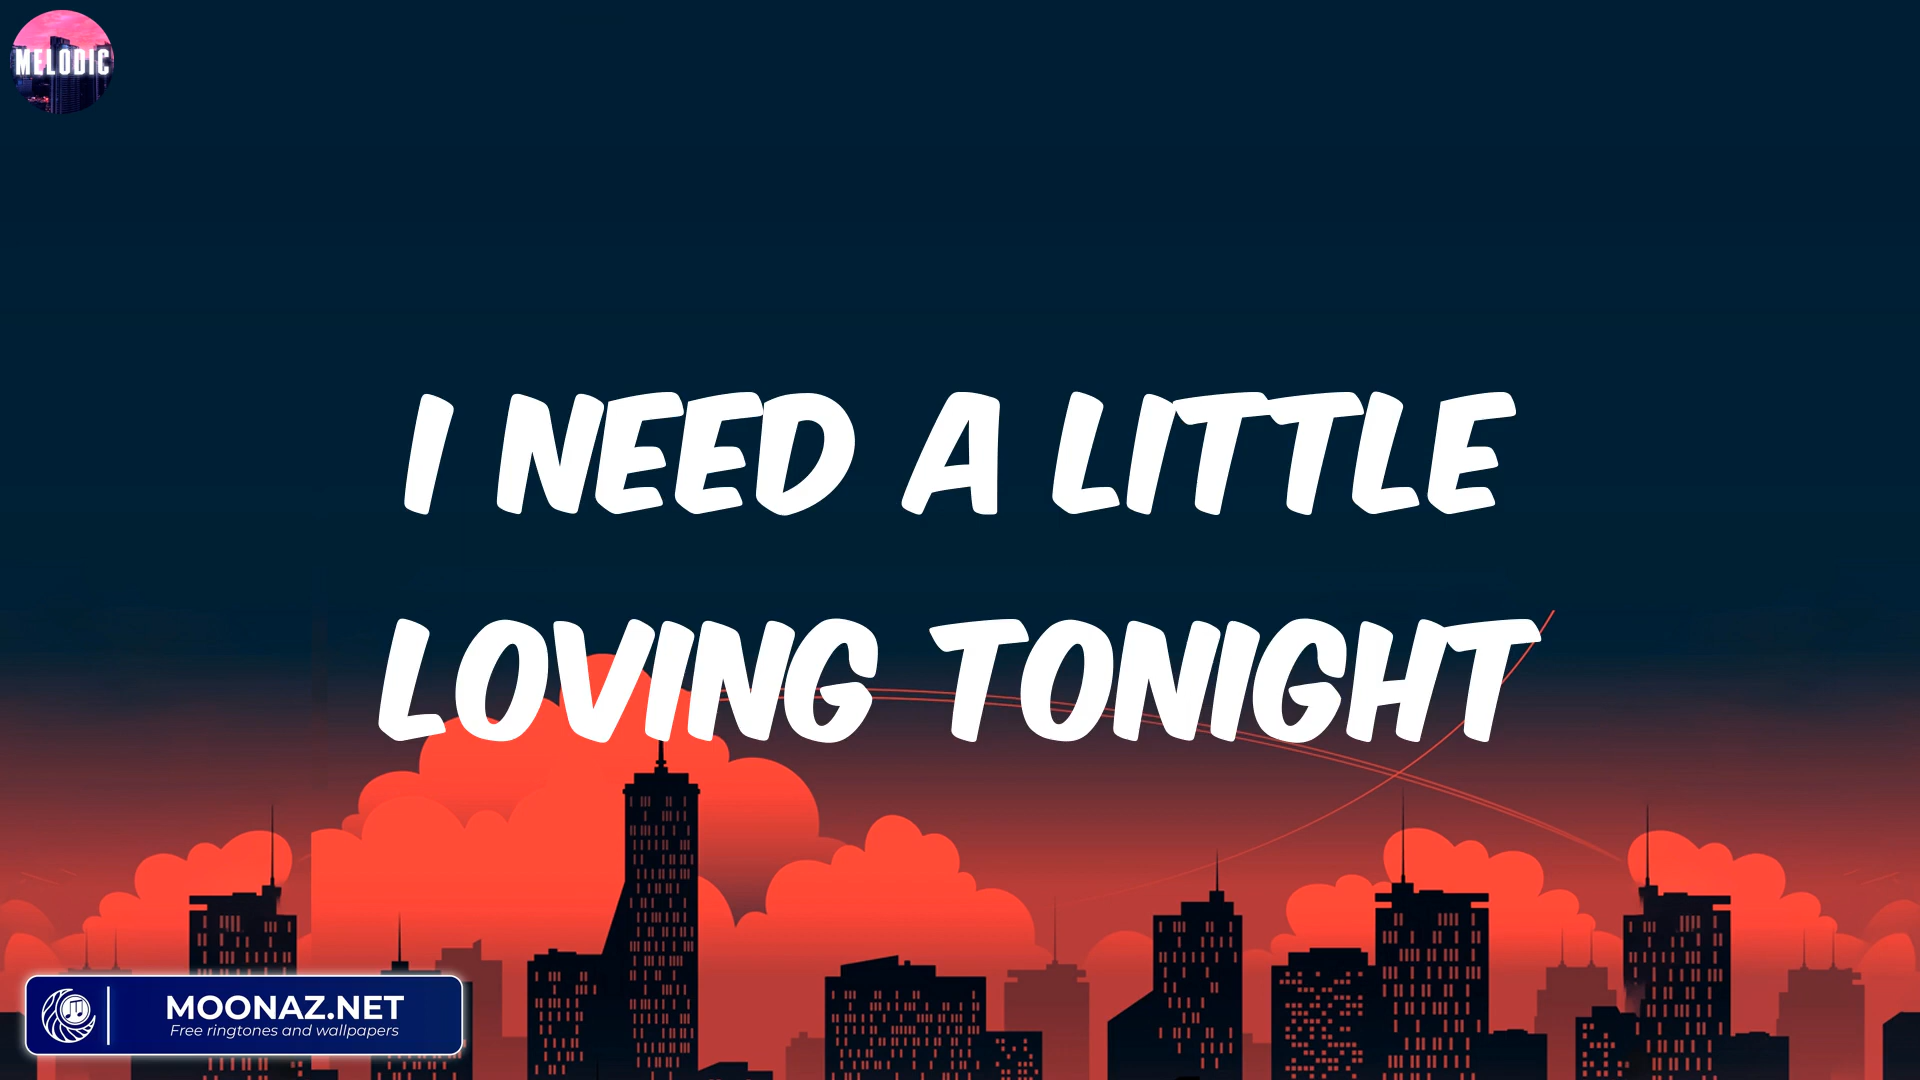 MELODIC
I NEED A LITTLE
LOVING TONIGHT
MOONAZ.NET
Free ringtones and wallpapers